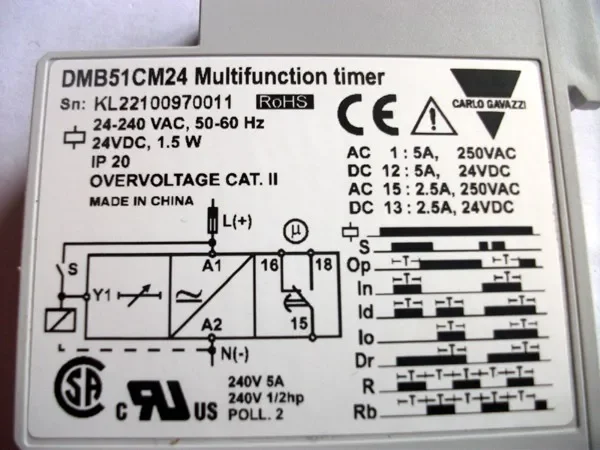 DMB51CM24 Multifunction timer
Sn: KL22100970011 RoHS
24-240 VAC, 50-60 Hz
24VDC, 1.5 W
IP 20
OVERVOLTAGE CAT. II
MADE IN CHINA
CE
CARLO GAVAZZI
AC 1 : 5A, 250VAC
DC 12 : 5A, 24VDC
AC 15 : 2.5A, 250VAC
DC 13 : 2.5A, 24VDC
L(+)
μ
S
A1
16
18
Y1
A2
15
N(-)
S
Op T T
In T T
Id T T T
Io T T
Dr T T
R T T T T
Rb T T T T T
SA
C UR US
240V 5A
240V 1/2hp
POLL. 2